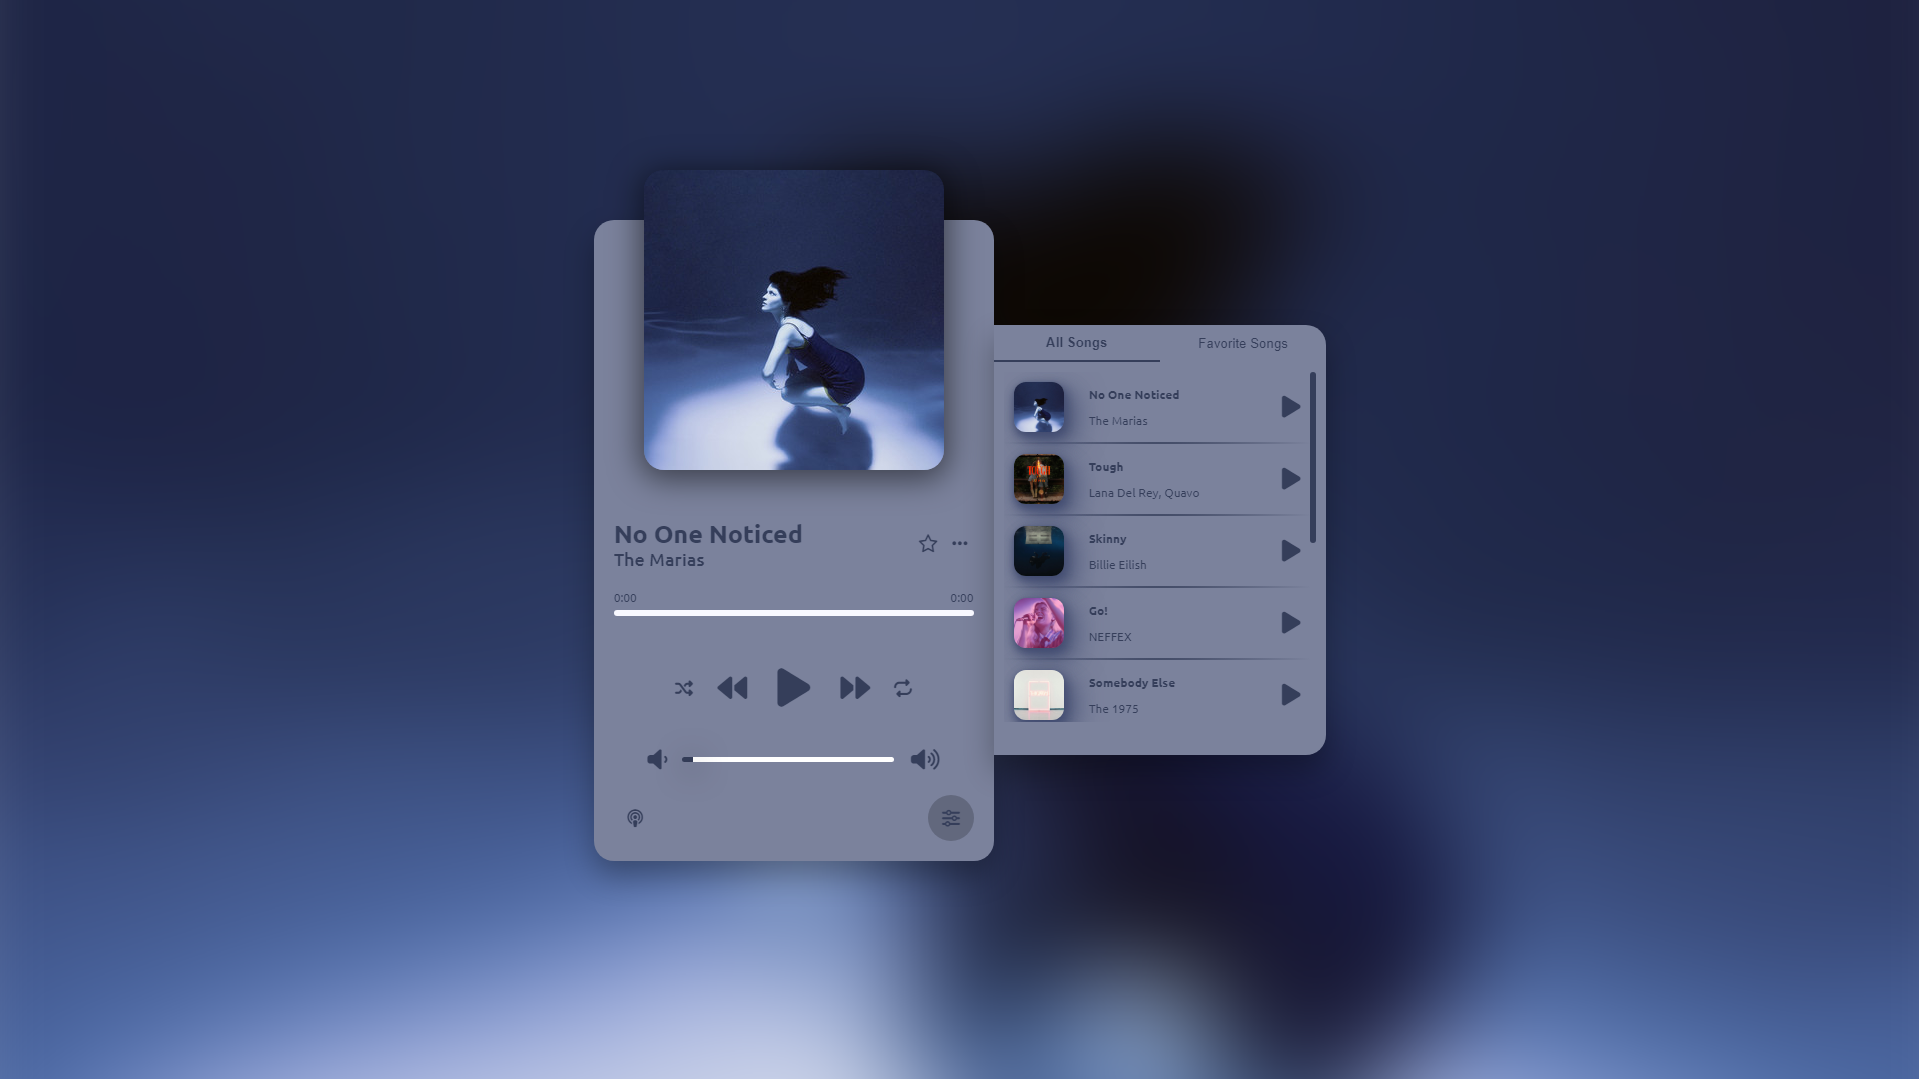 No One Noticed
The Marias
0:00 0:00
All Songs Favorite Songs
No One Noticed
The Marias
Tough
Lana Del Rey, Quavo
Skinny
Billie Eilish
Go!
NEFFEX
Somebody Else
The 1975